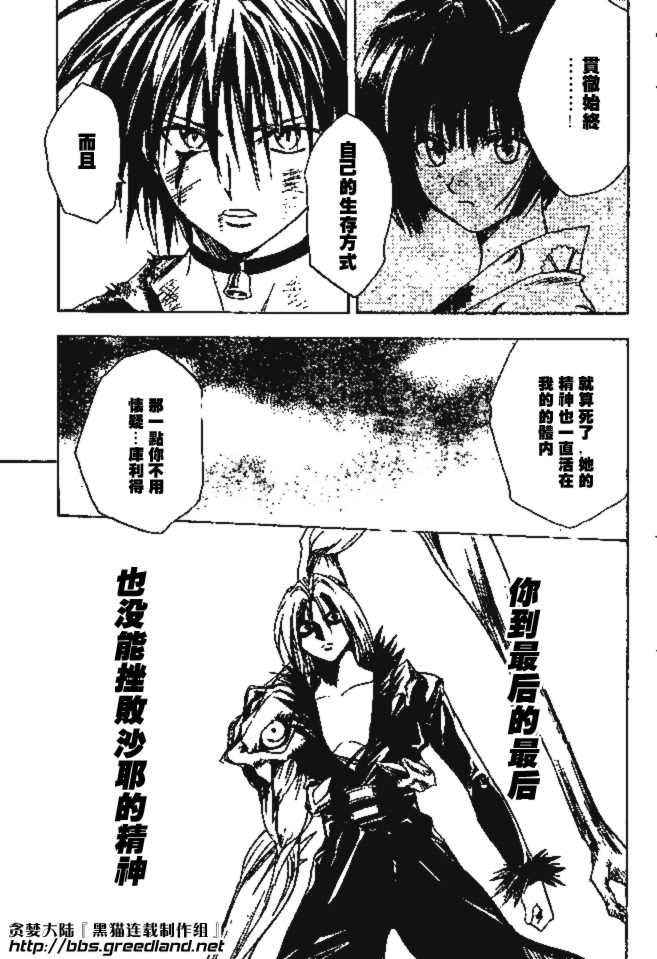 貫徹始終
………!
自己的生存方式
而且
就算死了，她的
精神也一直活在
我的的體内
那一點你不用
懷疑…庫利得
你到最后的最后
也没能挫敗沙耶的精神
贪婪大陆『黑猫连载制作组』
http://bbs.greedland.net